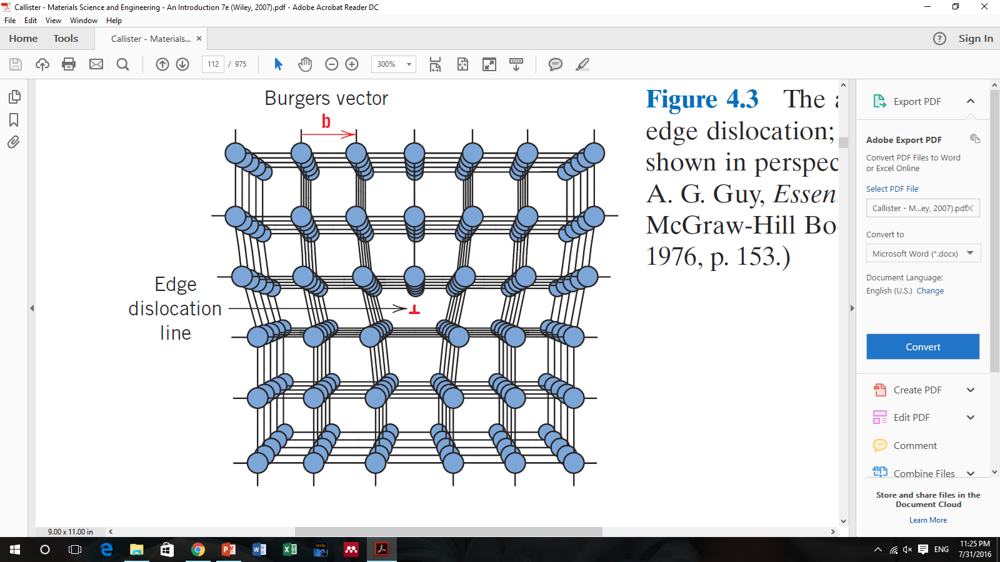 Callister - Materials Science and Engineering - An Introduction 7e (Wiley, 2007).pdf - Adobe Acrobat Reader DC
File Edit View Window Help
Home Tools Callister - Materials... × ? Sign In
112 / 975 300%
Burgers vector
b
Edge
dislocation
line
Figure 4.3 The a
edge dislocation;
shown in perspec
A. G. Guy, Essen
McGraw-Hill Bo
1976, p. 153.)
Export PDF
Adobe Export PDF
Convert PDF Files to Word
or Excel Online
Select PDF File
Callister - M...ey, 2007).pdf
Convert to
Microsoft Word (*.docx)
Document Language:
English (U.S.) Change
Convert
Create PDF
Edit PDF
Comment
Combine Files
Store and share files in the
Document Cloud
Learn More
9.00 x 11.00 in
kindle
ENG
11:25 PM
7/31/2016